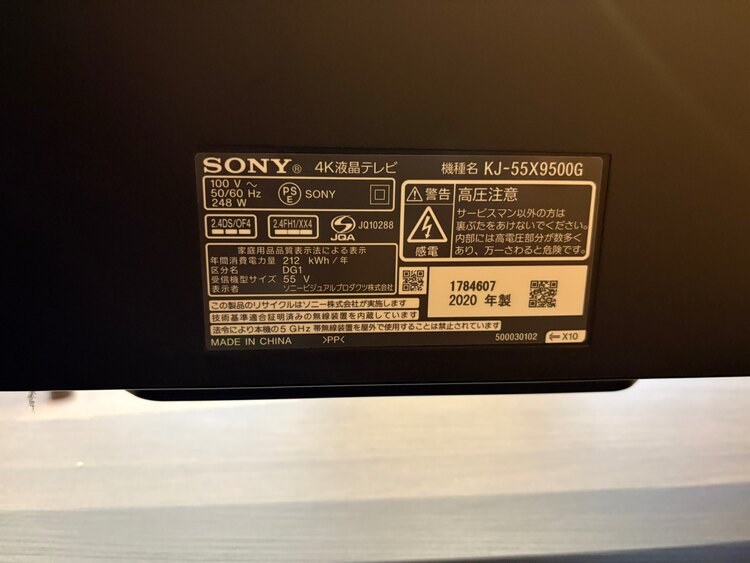 SONY® 4K液晶テレビ 機種名 KJ-55X9500G
100 V ～
50/60 Hz
248 W
PS
E
SONY
2.4DS/OF4
2.4FH1/XX4
JQA
JQ10288
家庭用品品質表示法による表示
年間消費電力量 212 kWh/年
区分名 DG1
受信機型サイズ 55 V
表示者 ソニービジュアルプロダクツ株式会社
警告
感電
高圧注意
サービスマン以外の方は
裏ぶたをあけないでください。
内部には高電圧部分が数多く
あり、万一さわると危険です。
1784607
2020 年製
この製品のリサイクルはソニー株式会社が実施します
技術基準適合証明済みの無線装置を内蔵しています
法令により本機の5 GHz 帯無線装置を屋外で使用することは禁止されています
MADE IN CHINA >PP< 500030102 X10